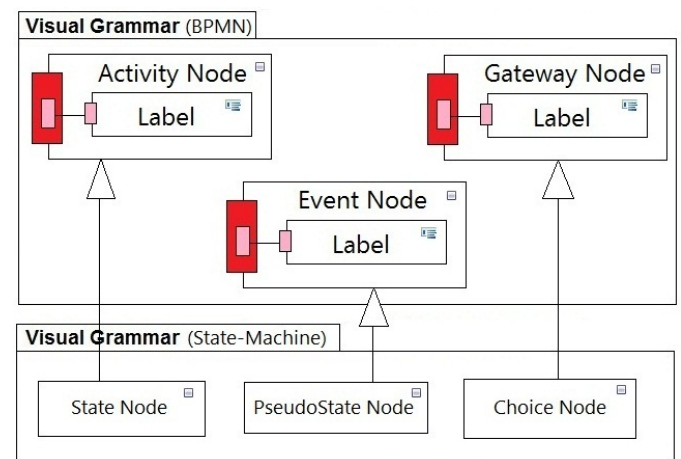 Visual Grammar (BPMN)
Activity Node
Label
Gateway Node
Label
Event Node
Label
Visual Grammar (State-Machine)
State Node
PseudoState Node
Choice Node